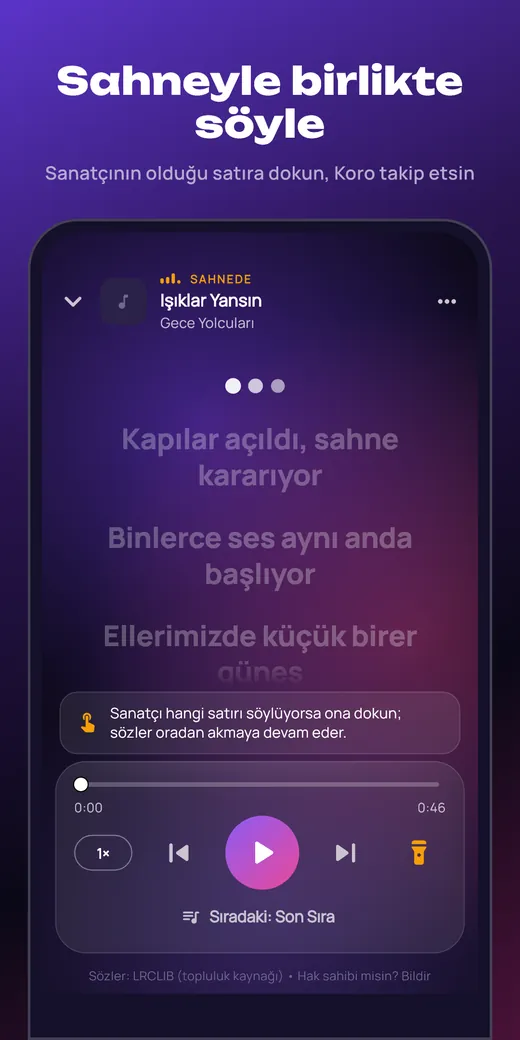 Sahneyle birlikte
söyle
Sanatçının olduğu satıra dokun, Koro takip etsin
SAHNEDE
Işıklar Yansın
Gece Yolcuları
Kapılar açıldı, sahne
kararıyor
Binlerce ses aynı anda
başlıyor
Ellerimizde küçük birer
güneş
Sanatçı hangi satırı söylüyorsa ona dokun;
sözler oradan akmaya devam eder.
0:00
0:46
1×
Sıradaki: Son Sıra
Sözler: LRCLIB (topluluk kaynağı) • Hak sahibi misin? Bildir